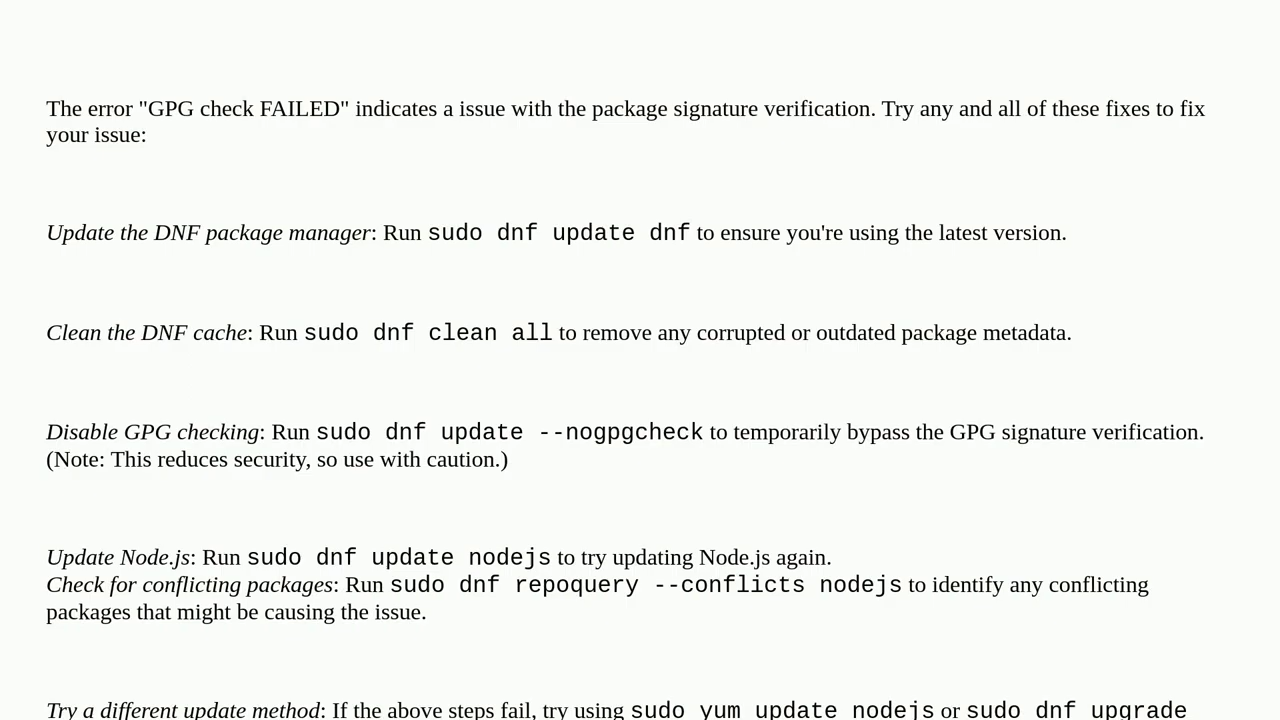 The error "GPG check FAILED" indicates a issue with the package signature verification. Try any and all of these fixes to fix
your issue:
Update the DNF package manager: Run sudo dnf update dnf to ensure you're using the latest version.
Clean the DNF cache: Run sudo dnf clean all to remove any corrupted or outdated package metadata.
Disable GPG checking: Run sudo dnf update --nogpgcheck to temporarily bypass the GPG signature verification.
(Note: This reduces security, so use with caution.)
Update Node.js: Run sudo dnf update nodejs to try updating Node.js again.
Check for conflicting packages: Run sudo dnf repoquery --conflicts nodejs to identify any conflicting
packages that might be causing the issue.
Try a different update method: If the above steps fail, try using sudo yum update nodejs or sudo dnf upgrade